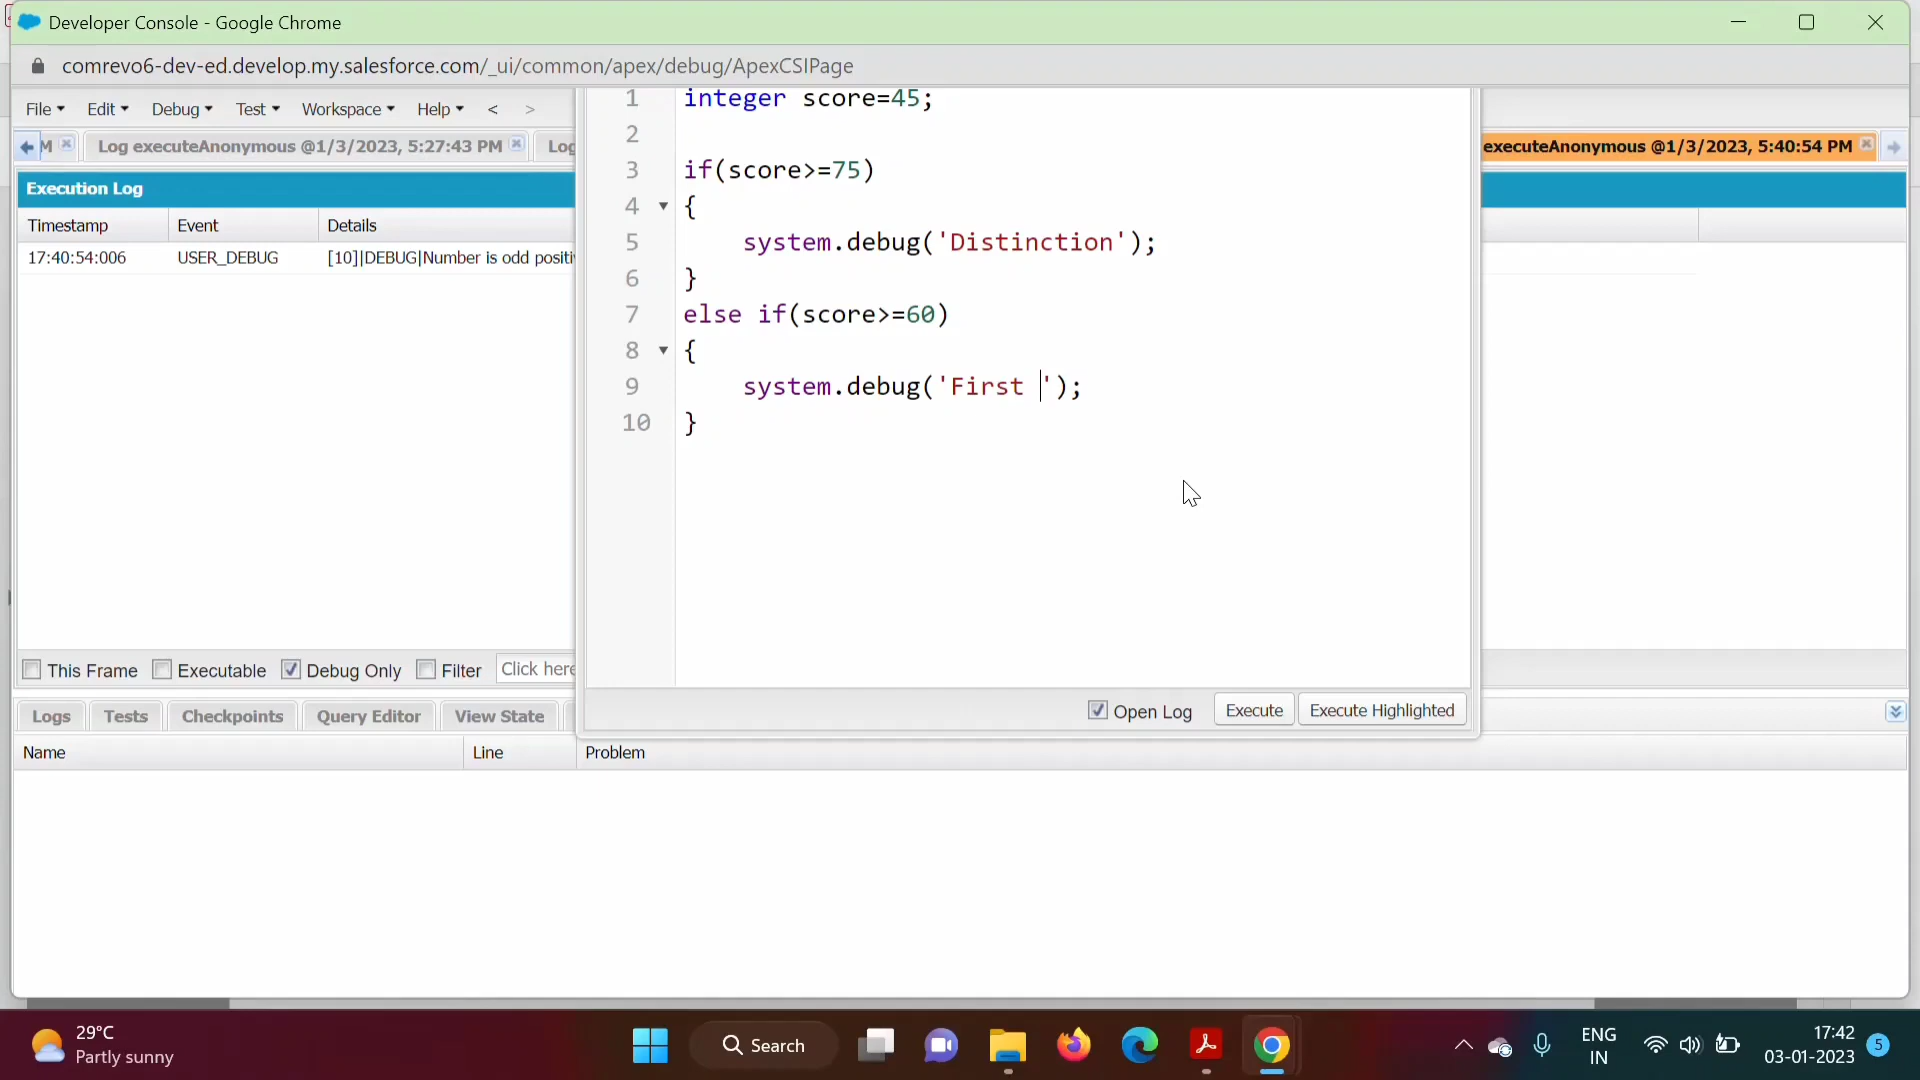 Developer Console - Google Chrome
comrevo6-dev-ed.develop.my.salesforce.com/_ui/common/apex/debug/ApexCSIPage
File Edit Debug Test Workspace Help < >
M Log executeAnonymous @1/3/2023, 5:27:43 PM Log executeAnonymous @1/3/2023, 5:40:54 PM
Execution Log
Timestamp Event Details
17:40:54:006 USER_DEBUG [10]|DEBUG|Number is odd positi
1 integer score=45;
2
3 if(score>=75)
4 {
5 system.debug('Distinction');
6 }
7 else if(score>=60)
8 {
9 system.debug('First ');
10 }
This Frame Executable Debug Only Filter Click here
Open Log Execute Execute Highlighted
Logs Tests Checkpoints Query Editor View State
Name Line Problem
29°C
Partly sunny
Search
ENG
IN
17:42
03-01-2023
5